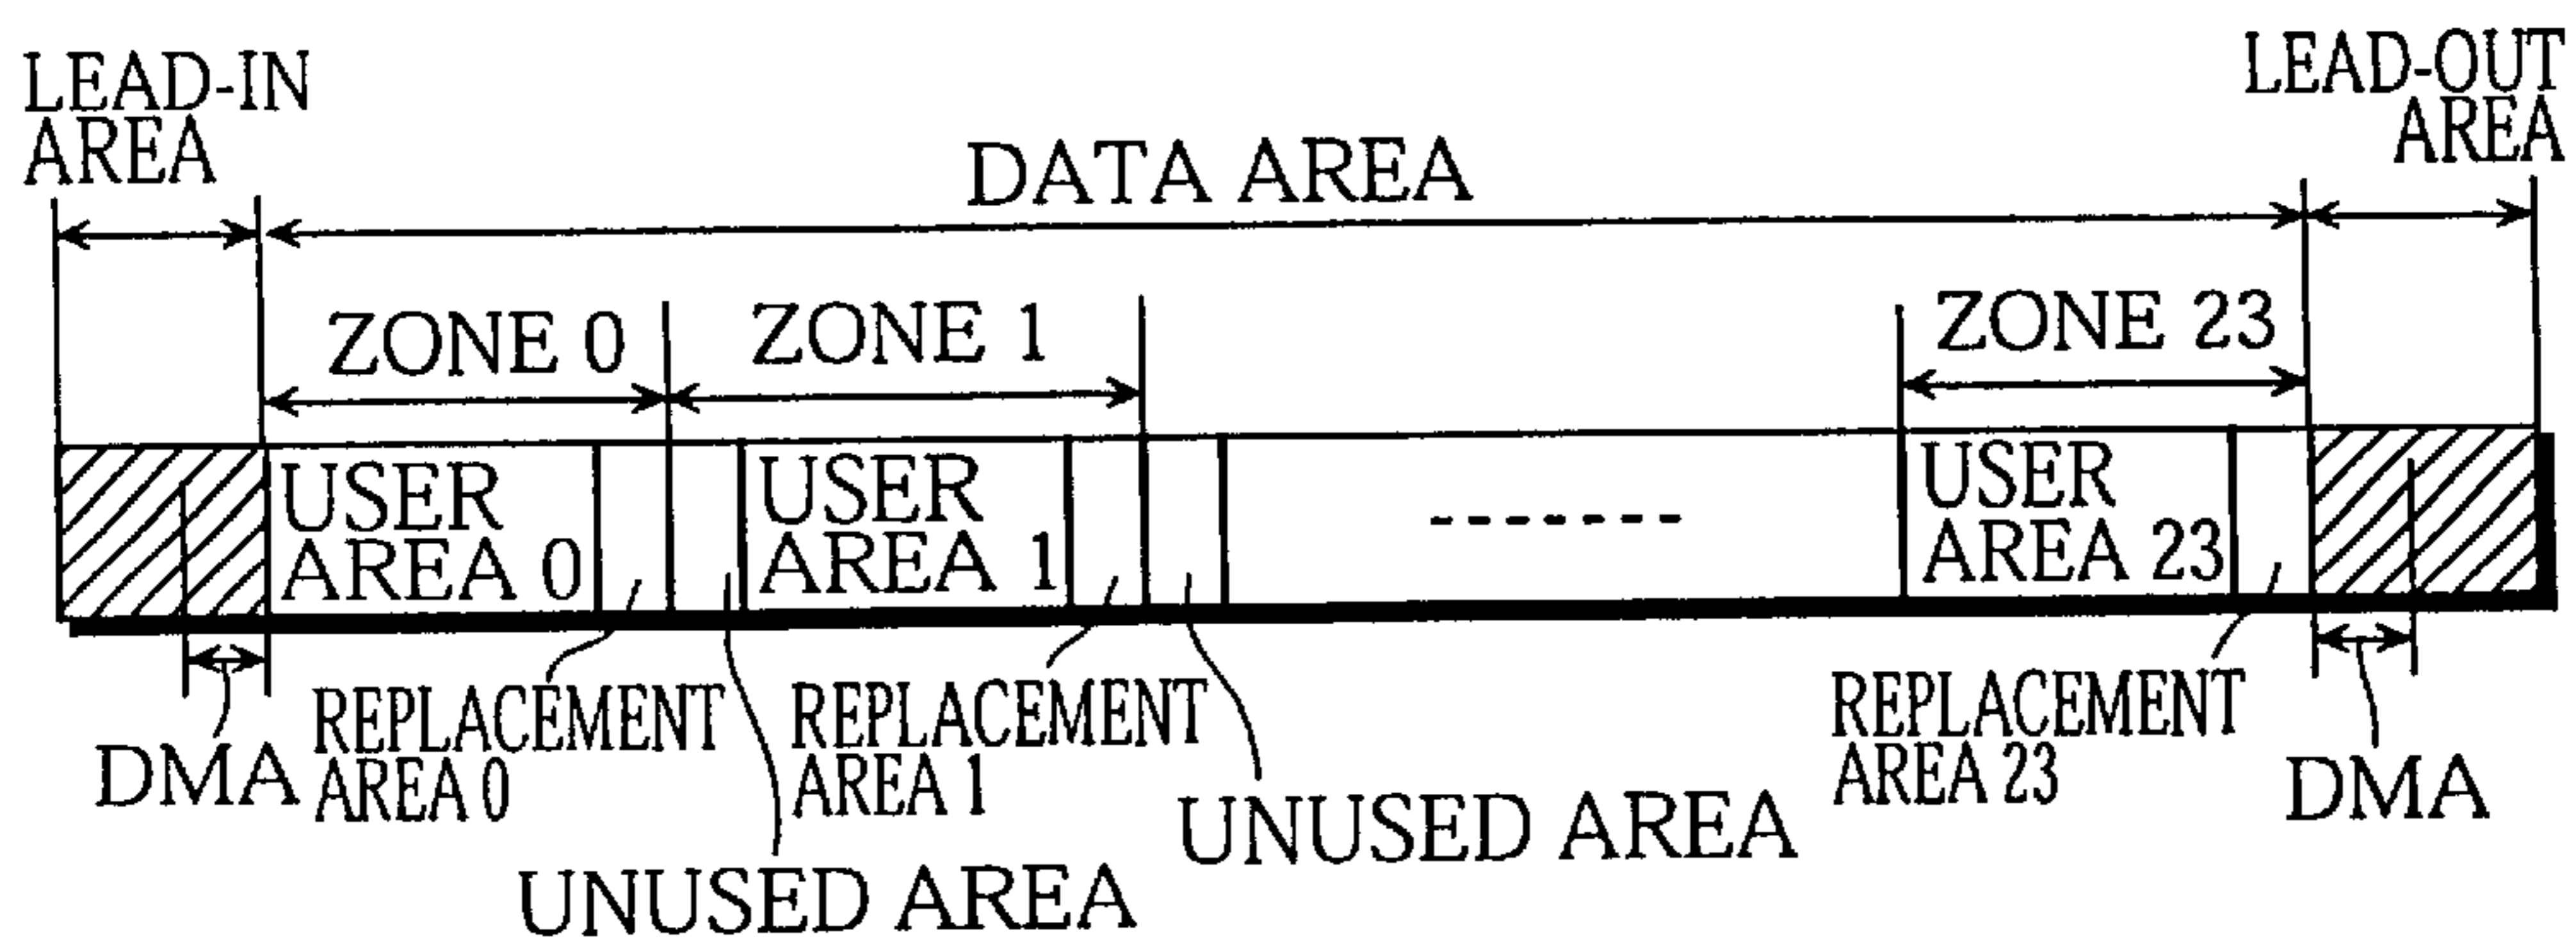 LEAD-IN
AREA
LEAD-OUT
AREA
DATA AREA
ZONE 0
ZONE 1
ZONE 23
USER
AREA 0
USER
AREA 1
USER
AREA 23
DMA
REPLACEMENT
AREA 0
REPLACEMENT
AREA 1
REPLACEMENT
AREA 23
DMA
UNUSED AREA
UNUSED AREA